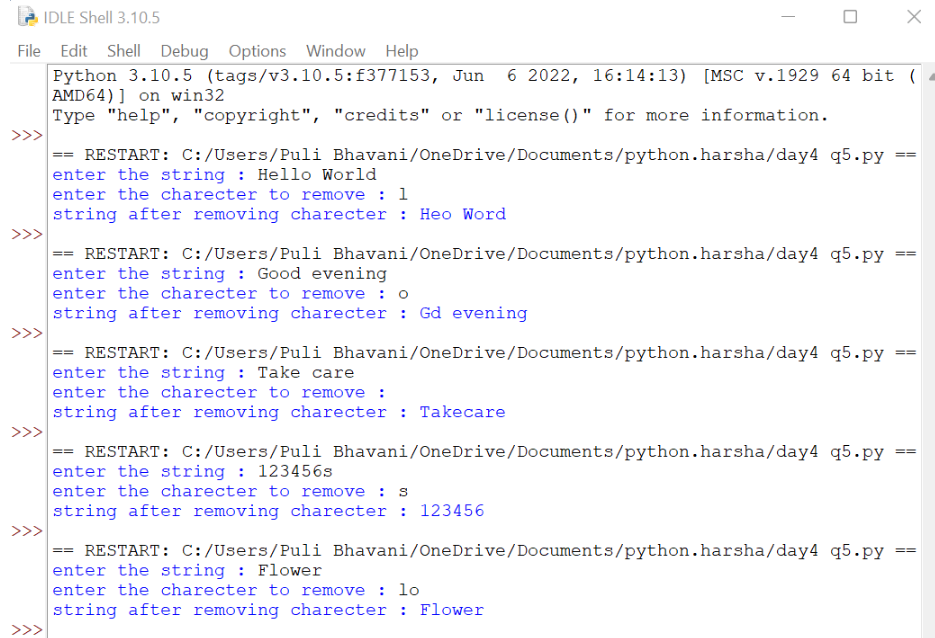 IDLE Shell 3.10.5
File Edit Shell Debug Options Window Help
Python 3.10.5 (tags/v3.10.5:f377153, Jun  6 2022, 16:14:13) [MSC v.1929 64 bit (
AMD64)] on win32
Type "help", "copyright", "credits" or "license()" for more information.
>>>
== RESTART: C:/Users/Puli Bhavani/OneDrive/Documents/python.harsha/day4 q5.py ==
enter the string : Hello World
enter the charecter to remove : l
string after removing charecter : Heo Word
>>>
== RESTART: C:/Users/Puli Bhavani/OneDrive/Documents/python.harsha/day4 q5.py ==
enter the string : Good evening
enter the charecter to remove : o
string after removing charecter : Gd evening
>>>
== RESTART: C:/Users/Puli Bhavani/OneDrive/Documents/python.harsha/day4 q5.py ==
enter the string : Take care
enter the charecter to remove :
string after removing charecter : Takecare
>>>
== RESTART: C:/Users/Puli Bhavani/OneDrive/Documents/python.harsha/day4 q5.py ==
enter the string : 123456s
enter the charecter to remove : s
string after removing charecter : 123456
>>>
== RESTART: C:/Users/Puli Bhavani/OneDrive/Documents/python.harsha/day4 q5.py ==
enter the string : Flower
enter the charecter to remove : lo
string after removing charecter : Flower
>>>